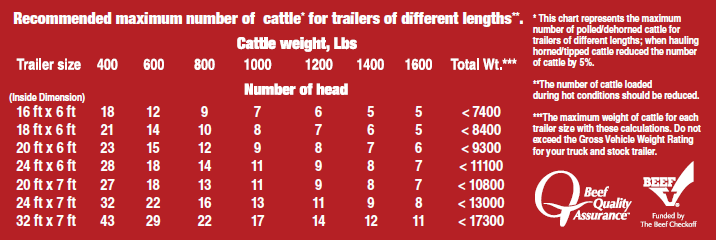 Recommended maximum number of cattle* for trailers of different lengths**.
Cattle weight, Lbs
Trailer size 400 600 800 1000 1200 1400 1600 Total Wt.***
(Inside Dimension) Number of head
16 ft x 6 ft 18 12 9 7 6 5 5 < 7400
18 ft x 6 ft 21 14 10 8 7 6 5 < 8400
20 ft x 6 ft 23 15 12 9 8 7 6 < 9300
24 ft x 6 ft 28 18 14 11 9 8 7 < 11100
20 ft x 7 ft 27 18 13 11 9 8 7 < 10800
24 ft x 7 ft 32 22 16 13 11 9 8 < 13000
32 ft x 7 ft 43 29 22 17 14 12 11 < 17300
* This chart represents the maximum
number of polled/dehorned cattle for
trailers of different lengths; when hauling
horned/tipped cattle reduced the number
of cattle by 5%.
**The number of cattle loaded
during hot conditions should be reduced.
***The maximum weight of cattle for each
trailer size with these calculations. Do not
exceed the Gross Vehicle Weight Rating
for your truck and stock trailer.
Beef
Quality
Assurance
BEEF
Funded by
The Beef Checkoff